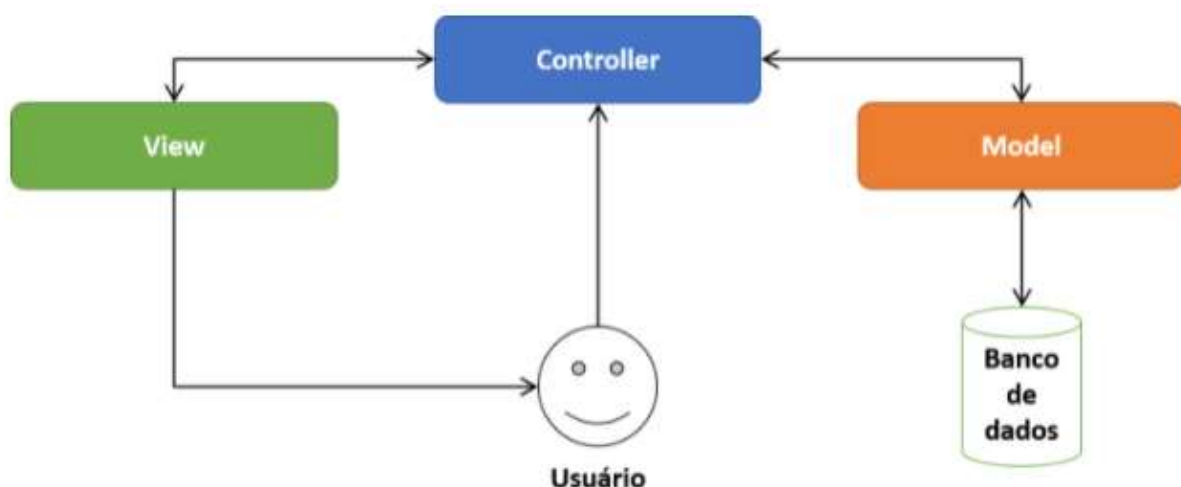 Controller
View
Model
Banco
de
dados
Usuário